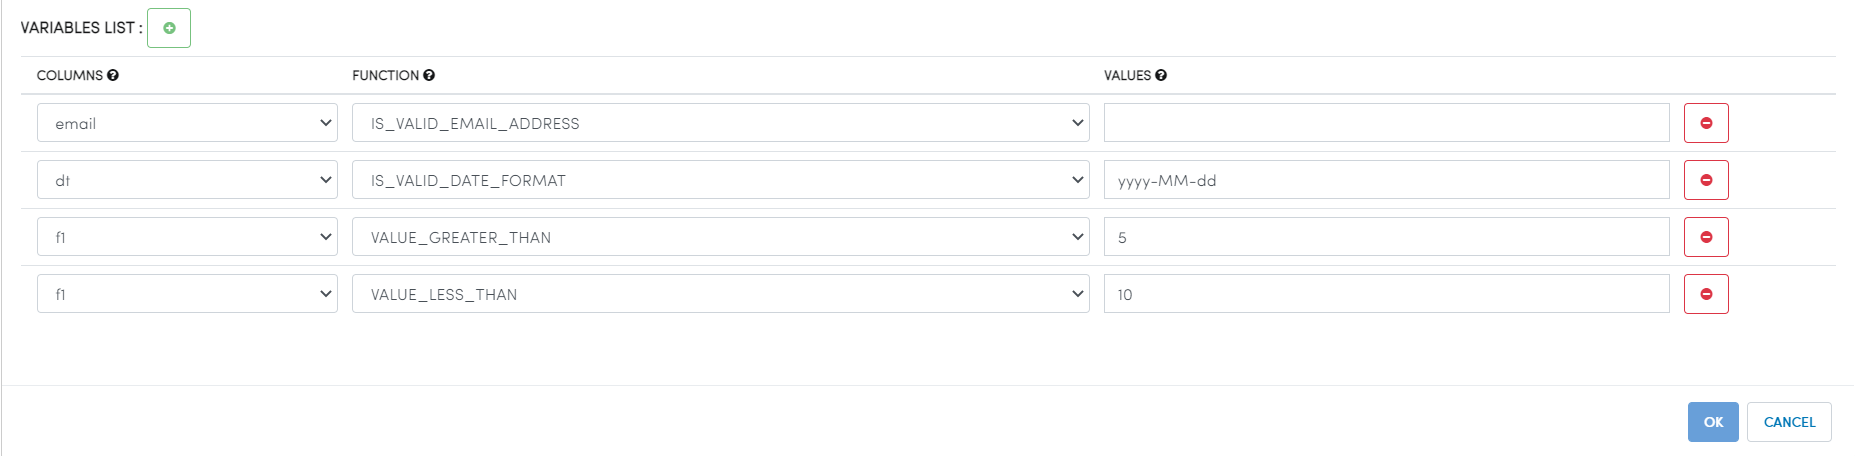 VARIABLES LIST :
COLUMNS FUNCTION VALUES
email IS_VALID_EMAIL_ADDRESS
dt IS_VALID_DATE_FORMAT yyyy-MM-dd
f1 VALUE_GREATER_THAN 5
f1 VALUE_LESS_THAN 10
OK CANCEL